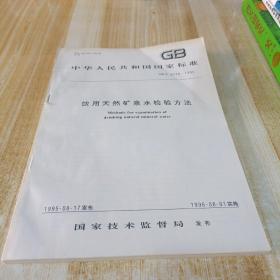 GB
中华人民共和国国家标准
饮用天然矿泉水检验方法
Methods for examination of
drinking natural mineral water
1995-08-17发布
1996-08-01实施
国家技术监督局 发布